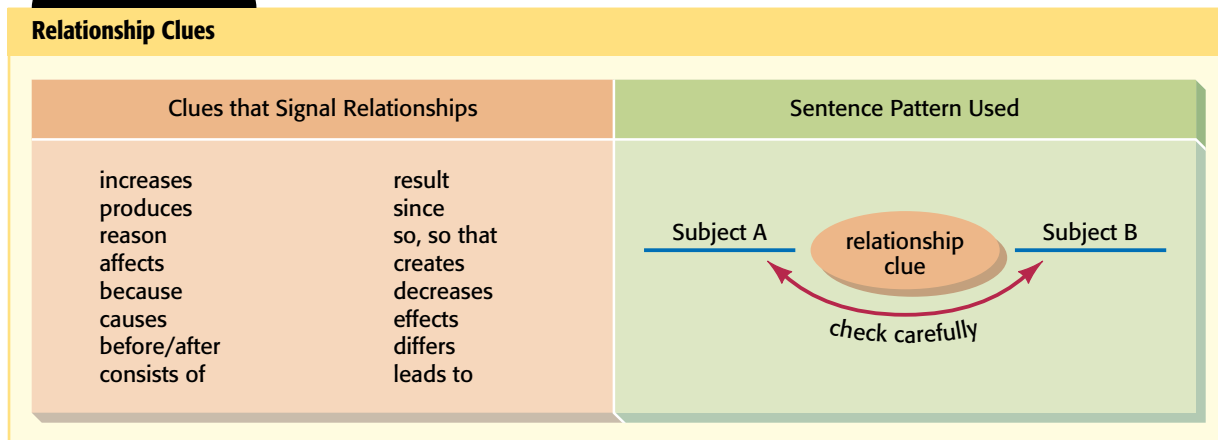 Relationship Clues
Clues that Signal Relationships
increases
produces
reason
affects
because
causes
before/after
consists of
result
since
so, so that
creates
decreases
effects
differs
leads to
Sentence Pattern Used
Subject A
relationship
clue
Subject B
check carefully